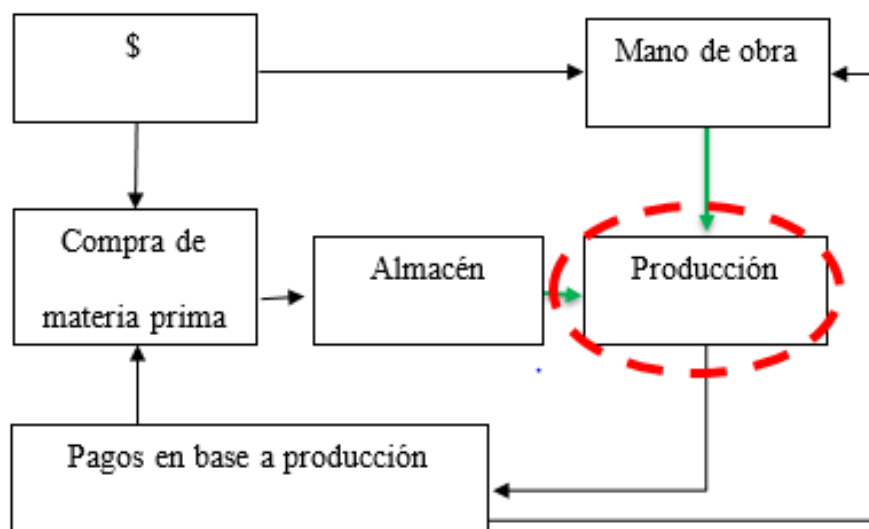 $
Mano de obra
Compra de
materia prima
Almacén
Producción
Pagos en base a producción